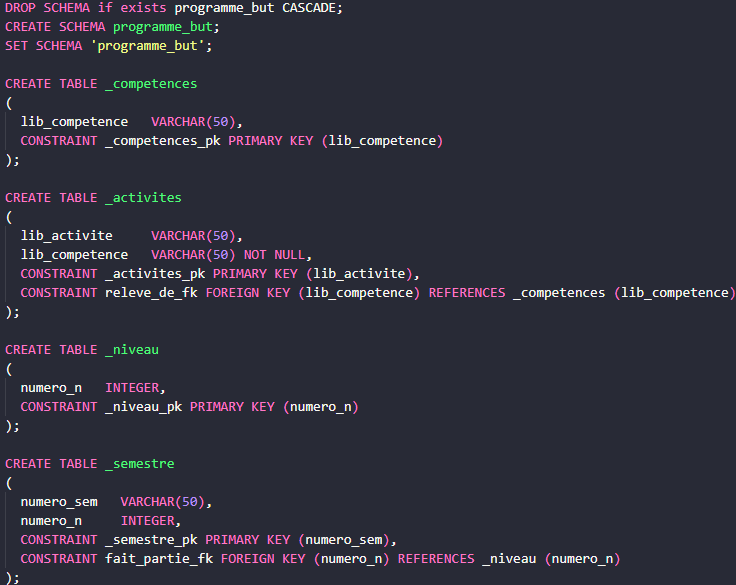 DROP SCHEMA if exists programme_but CASCADE;
CREATE SCHEMA programme_but;
SET SCHEMA 'programme_but';

CREATE TABLE _competences
(
  lib_competence   VARCHAR(50),
  CONSTRAINT _competences_pk PRIMARY KEY (lib_competence)
);

CREATE TABLE _activites
(
  lib_activite     VARCHAR(50),
  lib_competence   VARCHAR(50) NOT NULL,
  CONSTRAINT _activites_pk PRIMARY KEY (lib_activite),
  CONSTRAINT releve_de_fk FOREIGN KEY (lib_competence) REFERENCES _competences (lib_competence)
);

CREATE TABLE _niveau
(
  numero_n   INTEGER,
  CONSTRAINT _niveau_pk PRIMARY KEY (numero_n)
);

CREATE TABLE _semestre
(
  numero_sem   VARCHAR(50),
  numero_n     INTEGER,
  CONSTRAINT _semestre_pk PRIMARY KEY (numero_sem),
  CONSTRAINT fait_partie_fk FOREIGN KEY (numero_n) REFERENCES _niveau (numero_n)
);